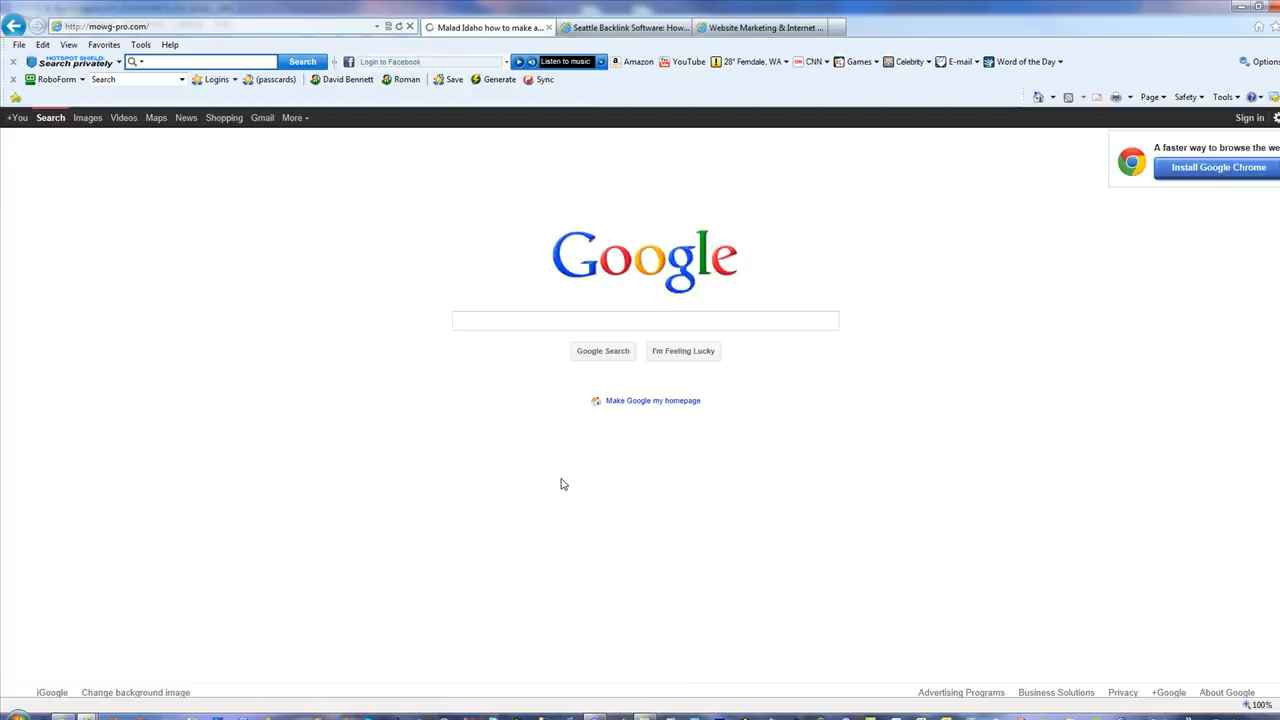 http://mowg-pro.com/
Malad Idaho how to make a...
Seattle Backlink Software: How...
Website Marketing & Internet ...
File Edit View Favorites Tools Help
HOTSPOT SHIELD
Search privately
Search
Login to Facebook
Listen to music
Amazon
YouTube
28° Ferndale, WA
CNN
Games
Celebrity
E-mail
Word of the Day
Options
RoboForm
Search
Logins
(passcards)
David Bennett
Roman
Save
Generate
Sync
Page
Safety
Tools
+You Search Images Videos Maps News Shopping Gmail More
Sign in
A faster way to browse the we
Install Google Chrome
Google
Google Search
I'm Feeling Lucky
Make Google my homepage
iGoogle
Change background image
Advertising Programs
Business Solutions
Privacy
+Google
About Google
100%